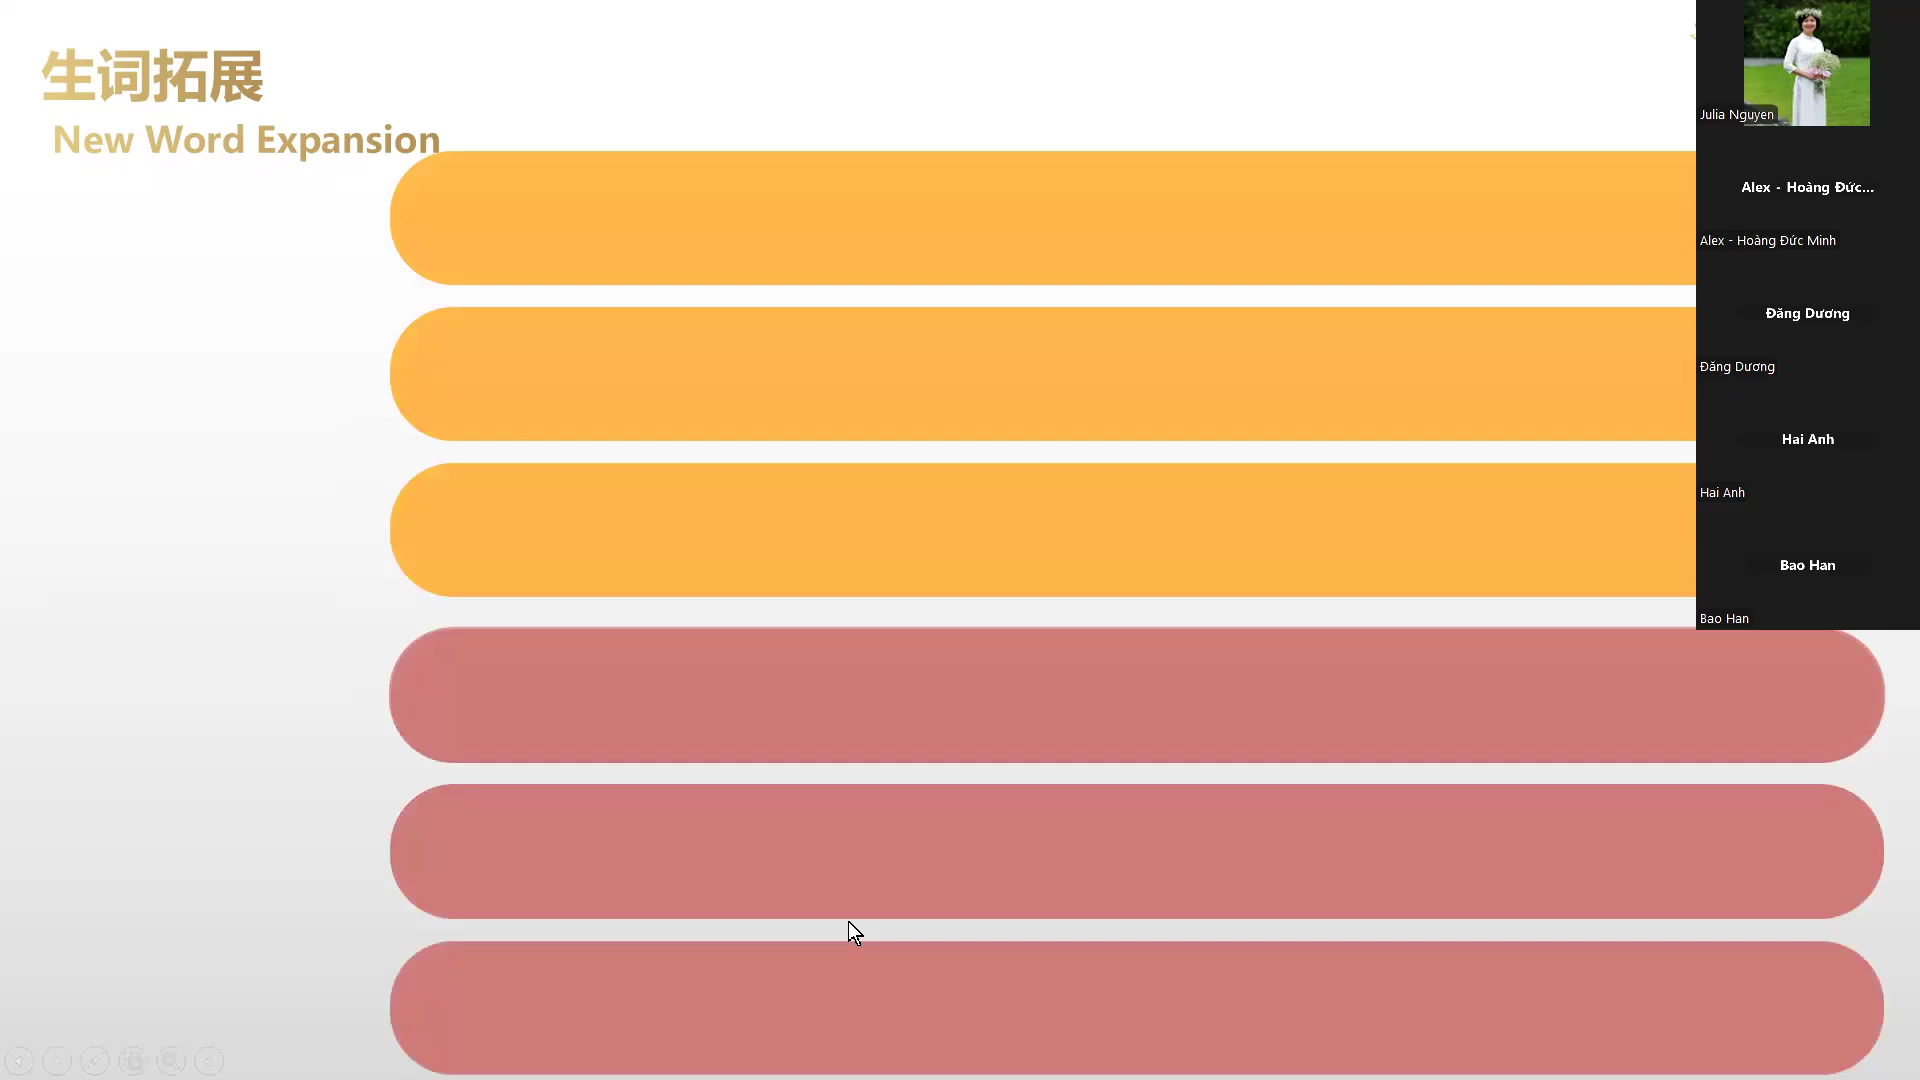 生词拓展
New Word Expansion
Julia Nguyen
Alex - Hoàng Đức...
Alex - Hoàng Đức Minh
Đăng Dương
Đăng Dương
Hai Anh
Hai Anh
Bao Han
Bao Han